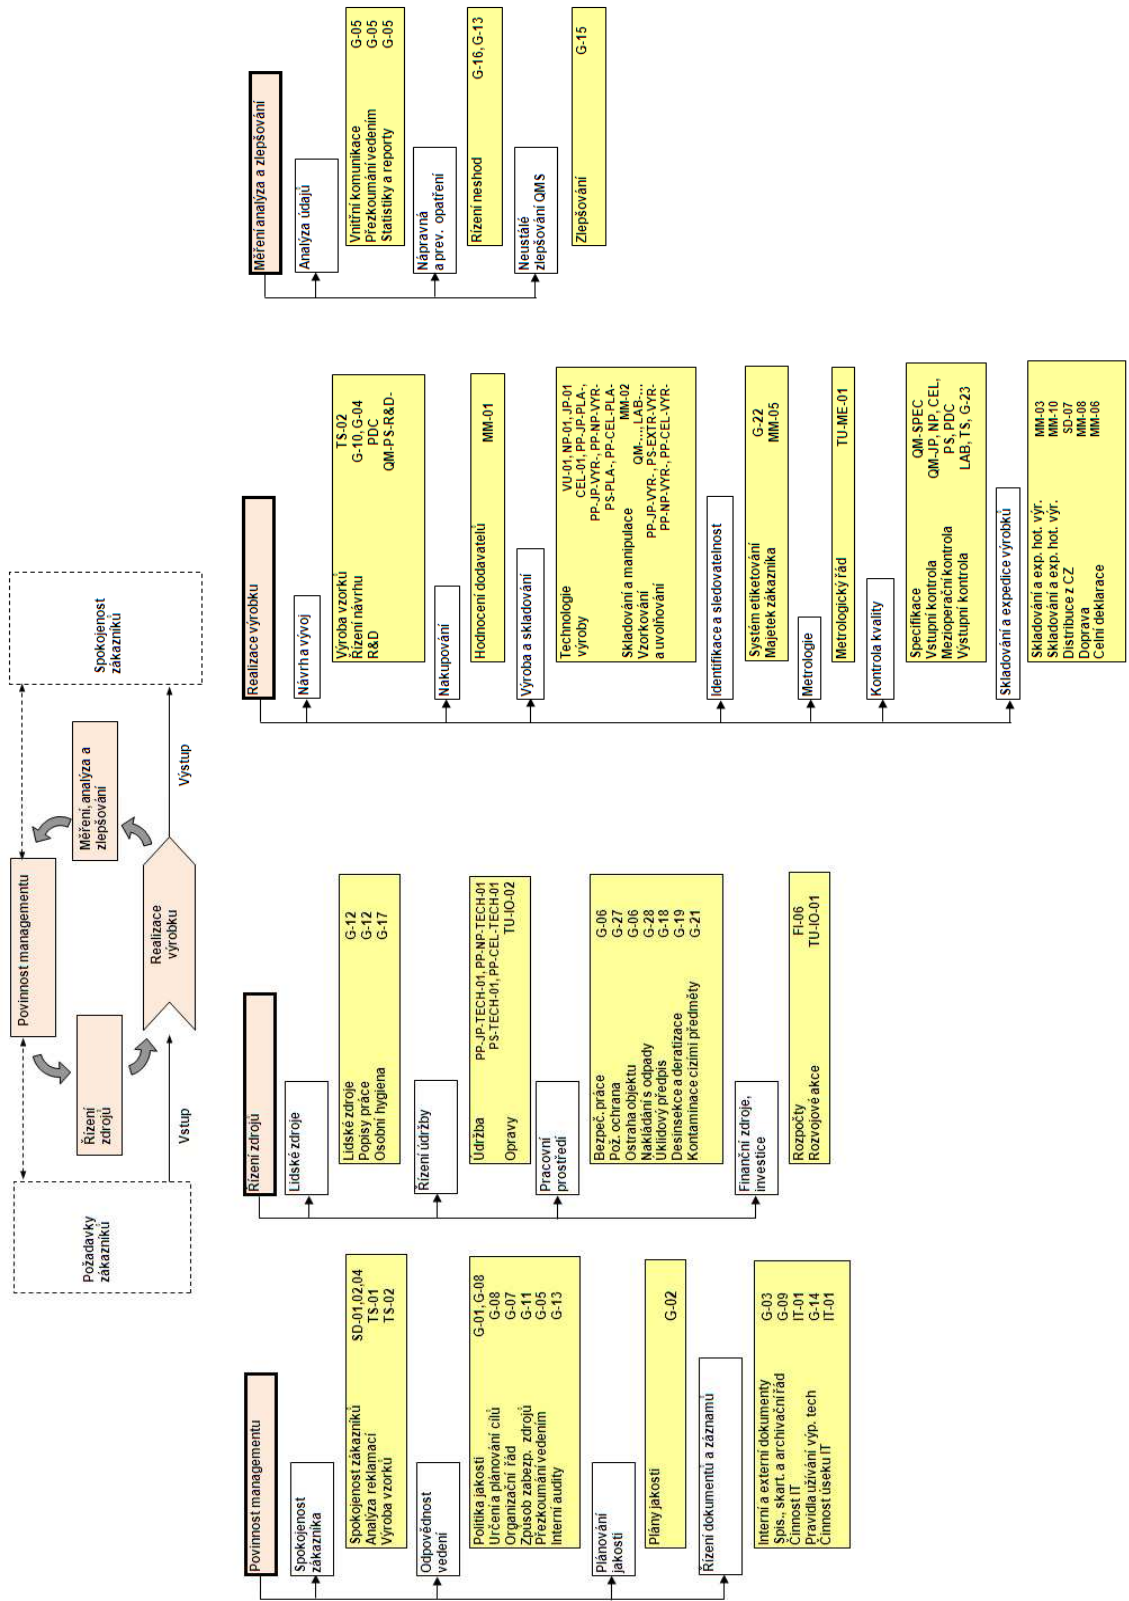 Požadavky
zákazníků
Vstup
Řízení
zdrojů
Povinnost managementu
Realizace
výrobku
Měření, analýza a
zlepšování
Výstup
Spokojenost
zákazníků
Povinnost managementu
Spokojenost
zákazníka
Spokojenost zákazníků SD-01,02,04
Analýza reklamací TS-01
Výroba vzorků TS-02
Odpovědnost
vedení
Politika jakosti G-01, G-08
Určení a plánování cílů G-08
Organizační řád G-07
Způsob zabezp. zdrojů G-11
Přezkoumání vedením G-05
Interní audity G-13
Plánování
jakosti
Plány jakosti G-02
Řízení dokumentů a záznamů
Interní a externí dokumenty G-03
Spis., skart. a archivační řád G-09
Činnost IT IT-01
Pravidla užívání výp. tech G-14
Činnost úseku IT IT-01
Řízení zdrojů
Lidské zdroje
Lidské zdroje G-12
Popisy práce G-12
Osobní hygiena G-17
Řízení údržby
Údržba PP-JP-TECH-01, PP-NP-TECH-01
PS-TECH-01, PP-CEL-TECH-01
Opravy TU-IO-02
Pracovní
prostředí
Bezpeč. práce G-06
Pož. ochrana G-27
Ostraha objektu G-06
Nakládání s odpady G-28
Úklidový předpis G-18
Desinsekce a deratizace G-19
Kontaminace cizími předměty G-21
Finanční zdroje,
investice
Rozpočty FI-06
Rozvojové akce TU-IO-01
Realizace výrobku
Návrh a vývoj
Výroba vzorků TS-02
Řízení návrhu G-10, G-04
R&D PDC
QM-PS-R&D-
Nakupování
Hodnocení dodavatelů MM-01
Výroba a skladování
Technologie VU-01, NP-01, JP-01
výroby CEL-01, PP-JP-PLA-,
PP-JP-VYR-, PP-NP-VYR-
PS-PLA-, PP-CEL-PLA-
Skladování a manipulace MM-02
Vzorkování QM-...., LAB-...
a uvolňování PP-JP-VYR-, PS-EXTR-VYR-
PP-NP-VYR-, PP-CEL-VYR-
Identifikace a sledovatelnost
Systém etiketování G-22
Majetek zákazníka MM-05
Metrologie
Metrologický řád TU-ME-01
Kontrola kvality
Specifikace QM-SPEC
Vstupní kontrola QM-JP, NP, CEL,
Mezioperační kontrola PS, PDC
Výstupní kontrola LAB, TS, G-23
Skladování a expedice výrobků
Skladování a exp. hot. výr. MM-03
Skladování a exp. hot. výr. MM-10
Distribuce z CZ SD-07
Doprava MM-08
Celní deklarace MM-06
Měření analýza a zlepšování
Analýza údajů
Vnitřní komunikace G-05
Přezkoumání vedením G-05
Statistiky a reporty G-05
Nápravná
a prev. opatření
Řízení neshod G-16, G-13
Neustálé
zlepšování QMS
Zlepšování G-15